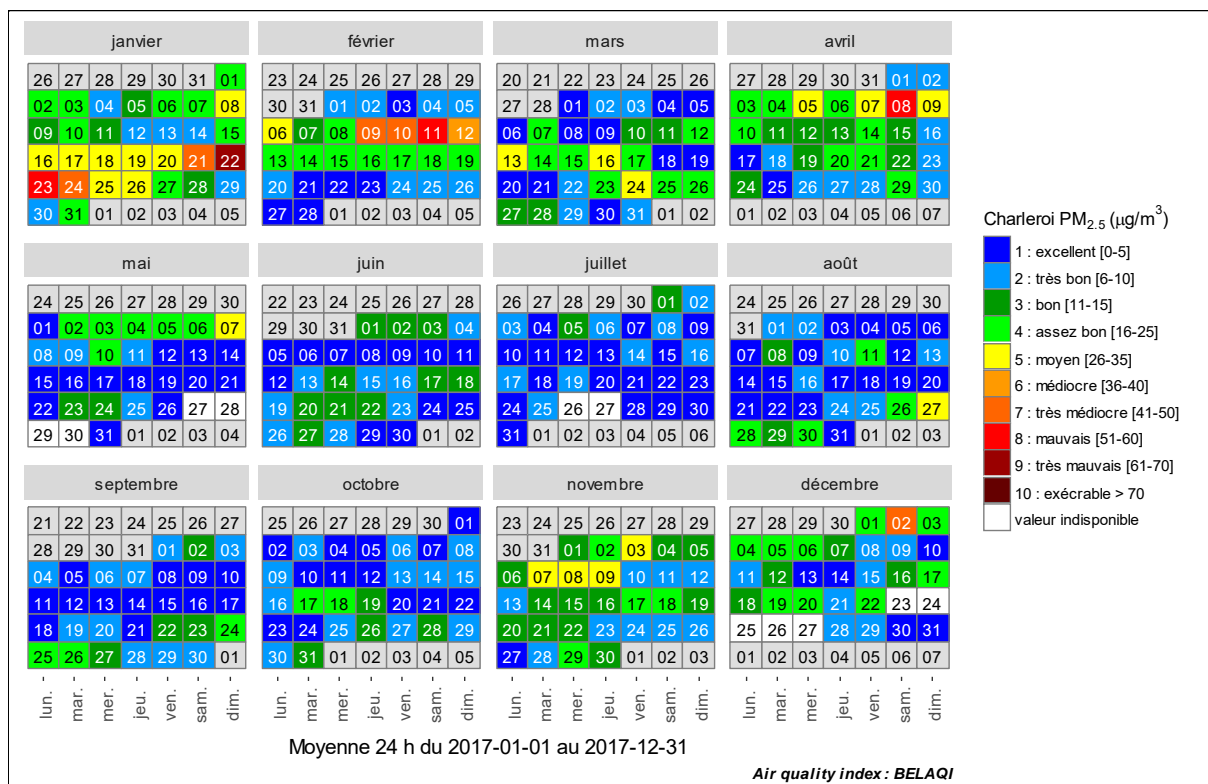 janvier février mars avril
26 27 28 29 30 31 01 23 24 25 26 27 28 29 20 21 22 23 24 25 26 27 28 29 30 31 01 02
02 03 04 05 06 07 08 30 31 01 02 03 04 05 27 28 01 02 03 04 05 03 04 05 06 07 08 09
09 10 11 12 13 14 15 06 07 08 09 10 11 12 06 07 08 09 10 11 12 10 11 12 13 14 15 16
16 17 18 19 20 21 22 13 14 15 16 17 18 19 13 14 15 16 17 18 19 17 18 19 20 21 22 23
23 24 25 26 27 28 29 20 21 22 23 24 25 26 20 21 22 23 24 25 26 24 25 26 27 28 29 30
30 31 01 02 03 04 05 27 28 01 02 03 04 05 27 28 29 30 31 01 02 01 02 03 04 05 06 07
mai juin juillet août
24 25 26 27 28 29 30 22 23 24 25 26 27 28 26 27 28 29 30 01 02 24 25 26 27 28 29 30
01 02 03 04 05 06 07 29 30 31 01 02 03 04 03 04 05 06 07 08 09 31 01 02 03 04 05 06
08 09 10 11 12 13 14 05 06 07 08 09 10 11 10 11 12 13 14 15 16 07 08 09 10 11 12 13
15 16 17 18 19 20 21 12 13 14 15 16 17 18 17 18 19 20 21 22 23 14 15 16 17 18 19 20
22 23 24 25 26 27 28 19 20 21 22 23 24 25 24 25 26 27 28 29 30 21 22 23 24 25 26 27
29 30 31 01 02 03 04 26 27 28 29 30 01 02 31 01 02 03 04 05 06 28 29 30 31 01 02 03
septembre octobre novembre décembre
21 22 23 24 25 26 27 25 26 27 28 29 30 01 23 24 25 26 27 28 29 27 28 29 30 01 02 03
28 29 30 31 01 02 03 02 03 04 05 06 07 08 30 31 01 02 03 04 05 04 05 06 07 08 09 10
04 05 06 07 08 09 10 09 10 11 12 13 14 15 06 07 08 09 10 11 12 11 12 13 14 15 16 17
11 12 13 14 15 16 17 16 17 18 19 20 21 22 13 14 15 16 17 18 19 18 19 20 21 22 23 24
18 19 20 21 22 23 24 23 24 25 26 27 28 29 20 21 22 23 24 25 26 25 26 27 28 29 30 31
25 26 27 28 29 30 01 30 31 01 02 03 04 05 27 28 29 30 01 02 03 01 02 03 04 05 06 07
lun. mar. mer. jeu. ven. sam. dim. lun. mar. mer. jeu. ven. sam. dim. lun. mar. mer. jeu. ven. sam. dim. lun. mar. mer. jeu. ven. sam. dim.
Moyenne 24 h du 2017-01-01 au 2017-12-31
Charleroi PM2.5 (µg/m³)
1 : excellent [0-5]
2 : très bon [6-10]
3 : bon [11-15]
4 : assez bon [16-25]
5 : moyen [26-35]
6 : médiocre [36-40]
7 : très médiocre [41-50]
8 : mauvais [51-60]
9 : très mauvais [61-70]
10 : exécrable > 70
valeur indisponible
Air quality index : BELAQI